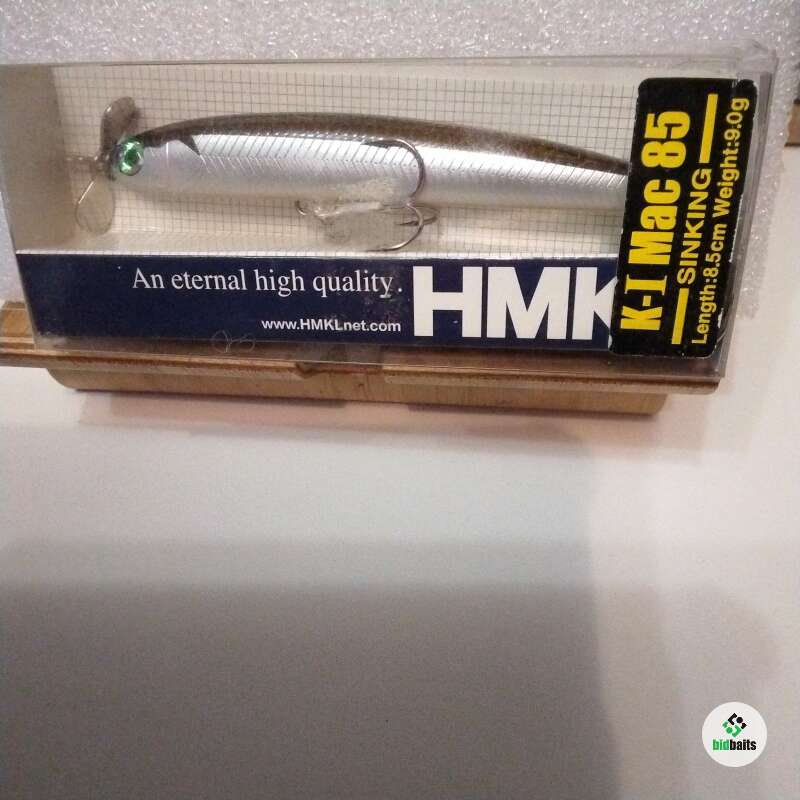 An eternal high quality.
www.HMKLnet.com
HMK
K-I Mac 85
SINKING
Length:8.5cm Weight:9.0g
bidbaits